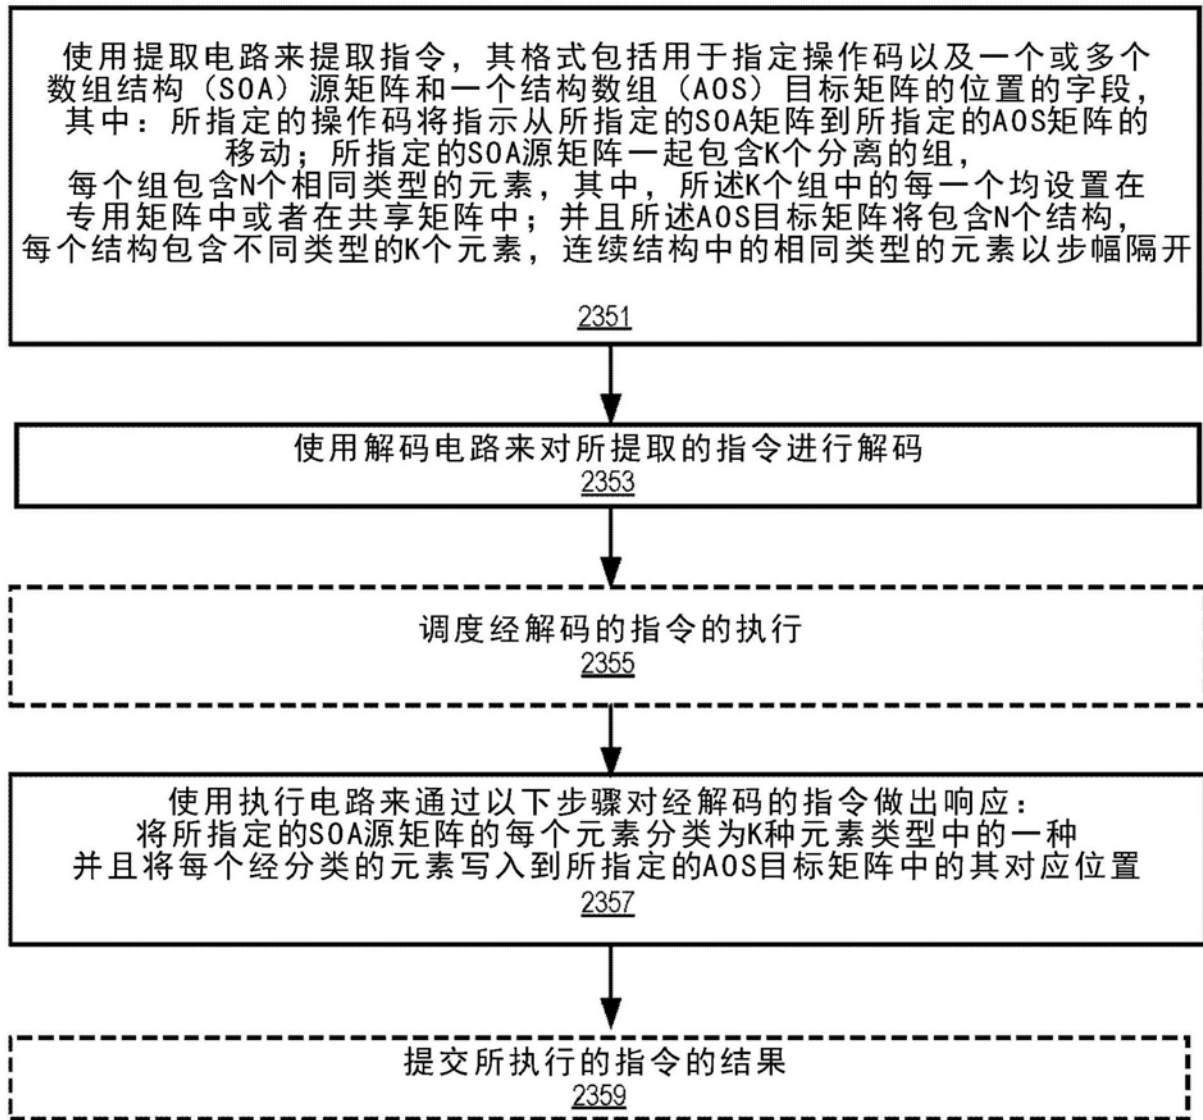 使用提取电路来提取指令，其格式包括用于指定操作码以及一个或多个
数组结构（SOA）源矩阵和一个结构数组（AOS）目标矩阵的位置的字段，
其中：所指定的操作码将指示从所指定的SOA矩阵到所指定的AOS矩阵的
移动；所指定的SOA源矩阵一起包含K个分离的组，
每个组包含N个相同类型的元素，其中，所述K个组中的每一个均设置在
专用矩阵中或者在共享矩阵中；并且所述AOS目标矩阵将包含N个结构，
每个结构包含不同类型的K个元素，连续结构中的相同类型的元素以步幅隔开
2351
使用解码电路来对所提取的指令进行解码
2353
调度经解码的指令的执行
2355
使用执行电路来通过以下步骤对经解码的指令做出响应：
将所指定的SOA源矩阵的每个元素分类为K种元素类型中的一种
并且将每个经分类的元素写入到所指定的AOS目标矩阵中的其对应位置
2357
提交所执行的指令的结果
2359